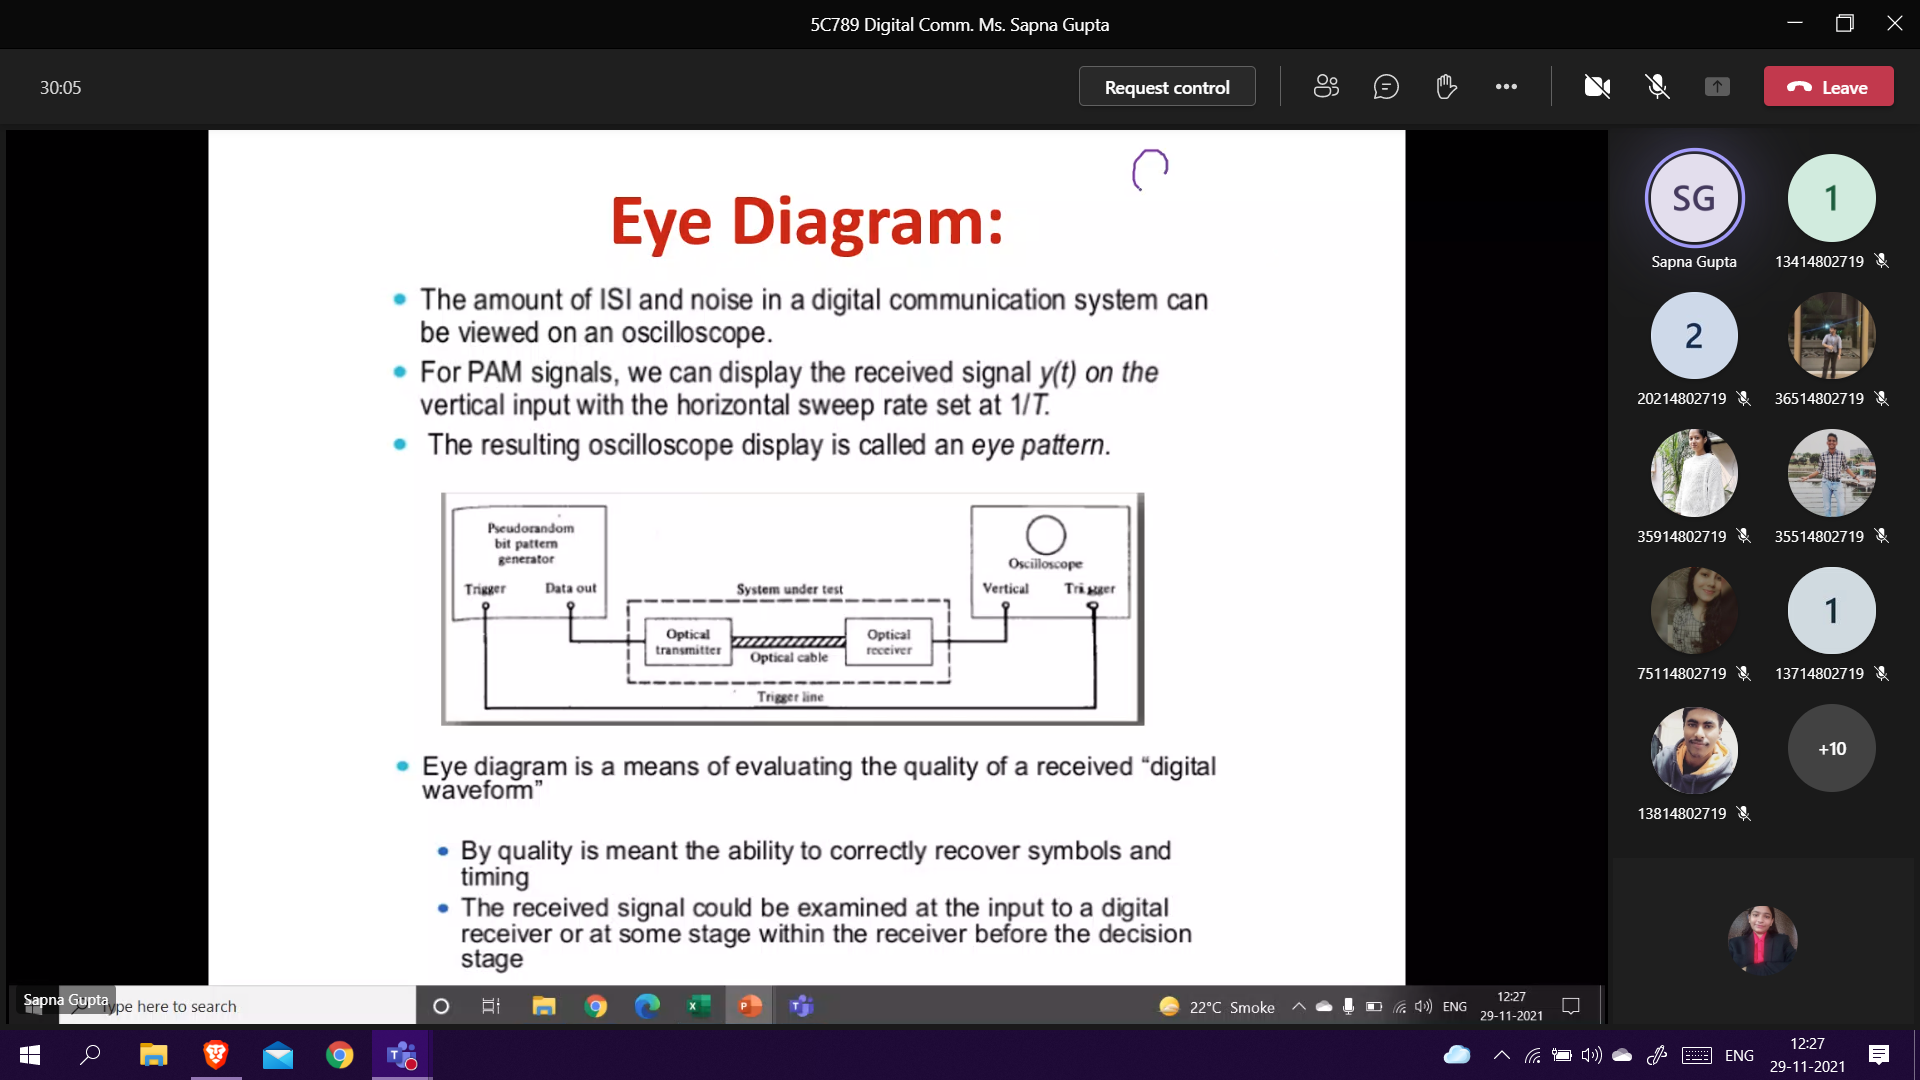 5C789 Digital Comm. Ms. Sapna Gupta
30:05
Request control
Leave
Eye Diagram:
The amount of ISI and noise in a digital communication system can
be viewed on an oscilloscope.
For PAM signals, we can display the received signal y(t) on the
vertical input with the horizontal sweep rate set at 1/T.
The resulting oscilloscope display is called an eye pattern.
Pseudorandom
bit pattern
generator
Trigger
Data out
System under test
Optical
transmitter
Optical cable
Optical
receiver
Oscilloscope
Vertical
Trigger
Trigger line
Eye diagram is a means of evaluating the quality of a received “digital
waveform”
By quality is meant the ability to correctly recover symbols and
timing
The received signal could be examined at the input to a digital
receiver or at some stage within the receiver before the decision
stage
SG
Sapna Gupta
1
13414802719
2
20214802719
36514802719
35914802719
35514802719
75114802719
1
13714802719
13814802719
+10
Sapna Gupta
ype here to search
22°C Smoke
ENG
12:27
29-11-2021
ENG
12:27
29-11-2021